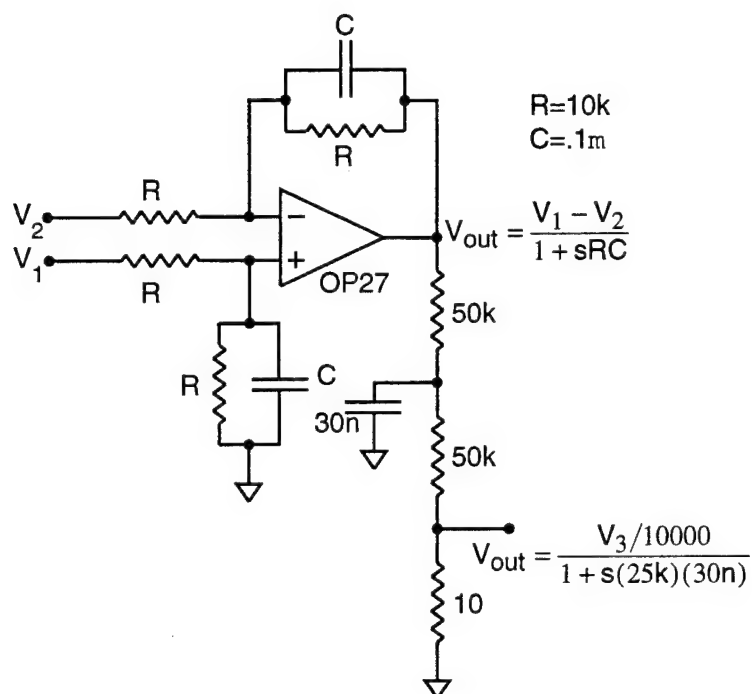 C
R
R=10k
C=.1m
V2
R
−
V1
R
+
OP27
Vout = V1 − V2 / 1 + sRC
50k
R
C
30n
50k
Vout = V3/10000 / 1 + s(25k)(30n)
10